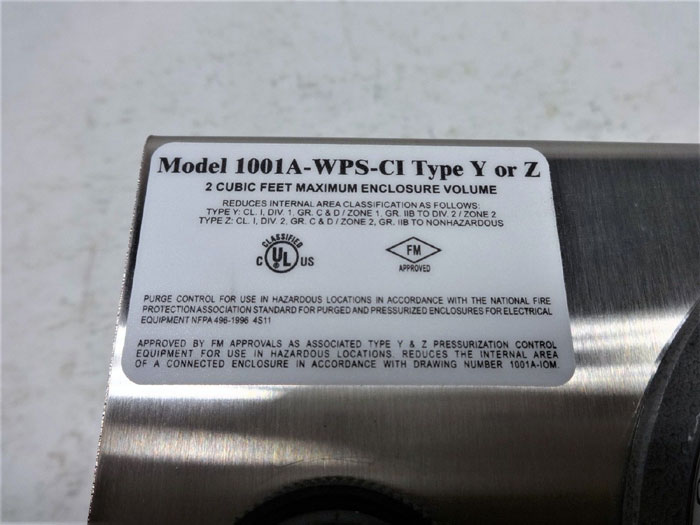 Model 1001A-WPS-CI Type Y or Z
2 CUBIC FEET MAXIMUM ENCLOSURE VOLUME
REDUCES INTERNAL AREA CLASSIFICATION AS FOLLOWS:
TYPE Y: CL. I, DIV. 1, GR. C & D / ZONE 1, GR. IIB TO DIV. 2 / ZONE 2
TYPE Z: CL. I, DIV. 2, GR. C & D / ZONE 2, GR. IIB TO NONHAZARDOUS
CLASSIFIED
C UL US
FM
APPROVED
PURGE CONTROL FOR USE IN HAZARDOUS LOCATIONS IN ACCORDANCE WITH THE NATIONAL FIRE
PROTECTION ASSOCIATION STANDARD FOR PURGED AND PRESSURIZED ENCLOSURES FOR ELECTRICAL
EQUIPMENT NFPA 496-1996 4S11
APPROVED BY FM APPROVALS AS ASSOCIATED TYPE Y & Z PRESSURIZATION CONTROL
EQUIPMENT FOR USE IN HAZARDOUS LOCATIONS. REDUCES THE INTERNAL AREA
OF A CONNECTED ENCLOSURE IN ACCORDANCE WITH DRAWING NUMBER 1001A-IOM.